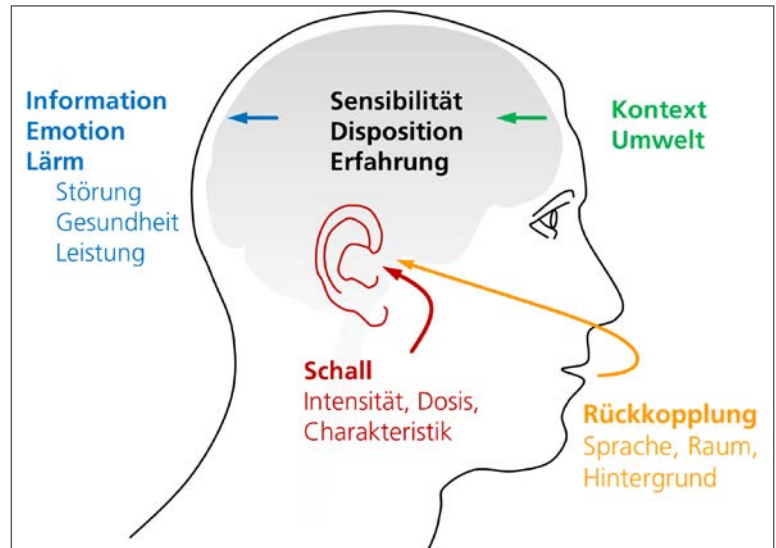 Information
Emotion
Lärm
Störung
Gesundheit
Leistung
Sensibilität
Disposition
Erfahrung
Kontext
Umwelt
Schall
Intensität, Dosis,
Charakteristik
Rückkopplung
Sprache, Raum,
Hintergrund